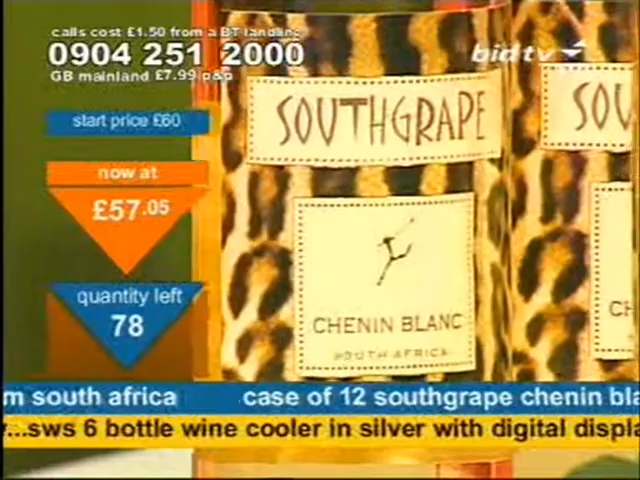 calls cost £1.50 from a BT landline
0904 251 2000
GB mainland £7.99 p&p
bid tv
start price £60
now at
£57.05
quantity left
78
SOUTHGRAPE
SOU
CHENIN BLANC
SOUTH AFRICA
CH
m south africa case of 12 southgrape chenin bla
...sws 6 bottle wine cooler in silver with digital displa